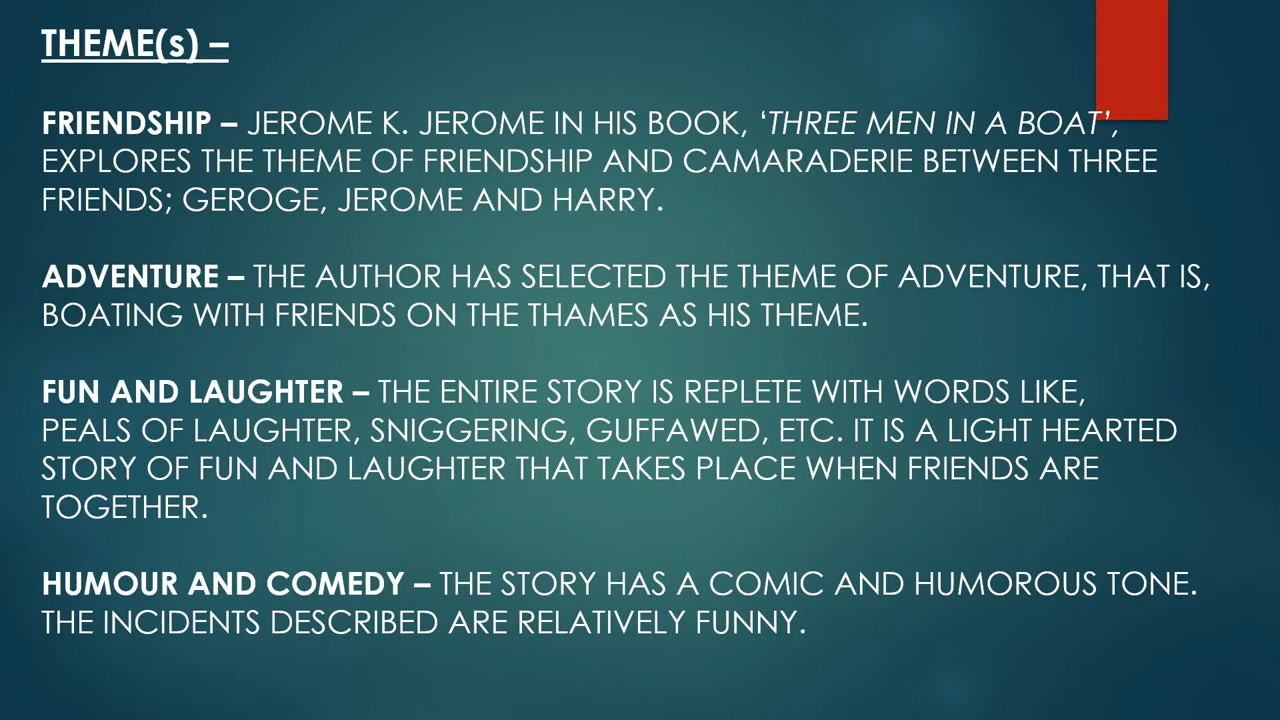 THEME(s) –
FRIENDSHIP – JEROME K. JEROME IN HIS BOOK, ‘THREE MEN IN A BOAT’,
EXPLORES THE THEME OF FRIENDSHIP AND CAMARADERIE BETWEEN THREE
FRIENDS; GEROGE, JEROME AND HARRY.
ADVENTURE – THE AUTHOR HAS SELECTED THE THEME OF ADVENTURE, THAT IS,
BOATING WITH FRIENDS ON THE THAMES AS HIS THEME.
FUN AND LAUGHTER – THE ENTIRE STORY IS REPLETE WITH WORDS LIKE,
PEALS OF LAUGHTER, SNIGGERING, GUFFAWED, ETC. IT IS A LIGHT HEARTED
STORY OF FUN AND LAUGHTER THAT TAKES PLACE WHEN FRIENDS ARE
TOGETHER.
HUMOUR AND COMEDY – THE STORY HAS A COMIC AND HUMOROUS TONE.
THE INCIDENTS DESCRIBED ARE RELATIVELY FUNNY.